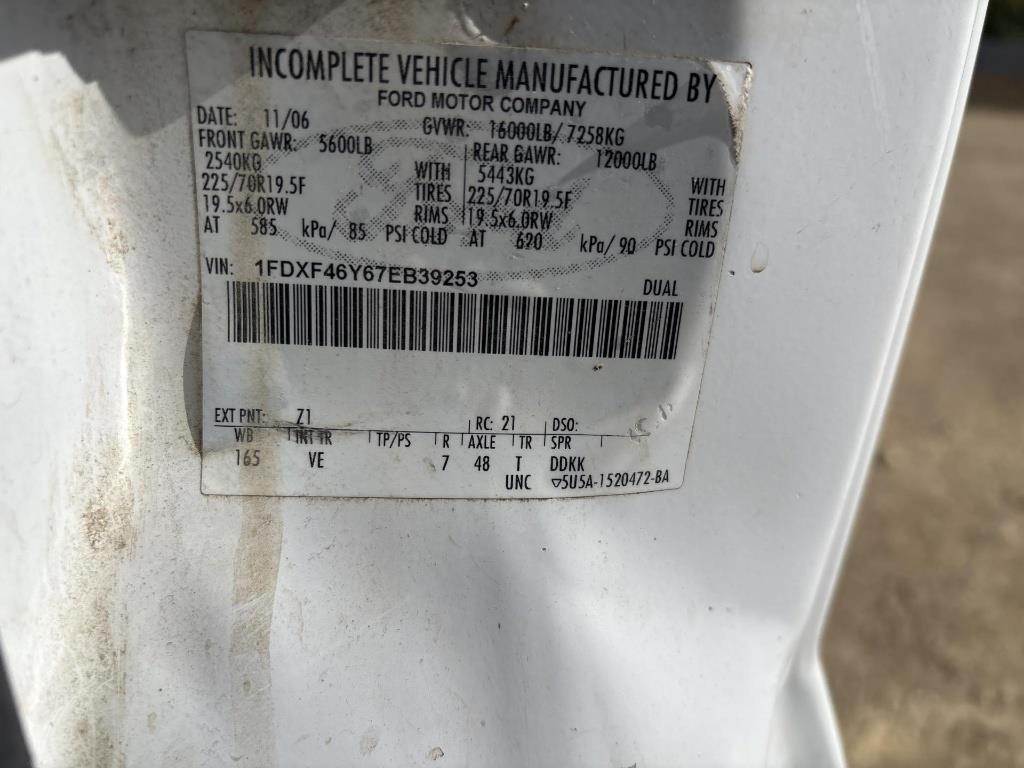 INCOMPLETE VEHICLE MANUFACTURED BY
FORD MOTOR COMPANY
DATE: 11/06 GVWR: 16000LB/ 7258KG
FRONT GAWR: 5600LB REAR GAWR: 12000LB
2540KG WITH 5443KG WITH
225/70R19.5F TIRES 225/70R19.5F TIRES
19.5x6.0RW RIMS 19.5x6.0RW RIMS
AT 585 kPa/ 85 PSI COLD AT 620 kPa/ 90 PSI COLD
VIN: 1FDXF46Y67EB39253 DUAL
EXT PNT: Z1 RC: 21 DSO:
WB INT TR TP/PS R AXLE TR SPR
165 VE 7 48 T DDKK
UNC ▽5U5A-1520472-BA